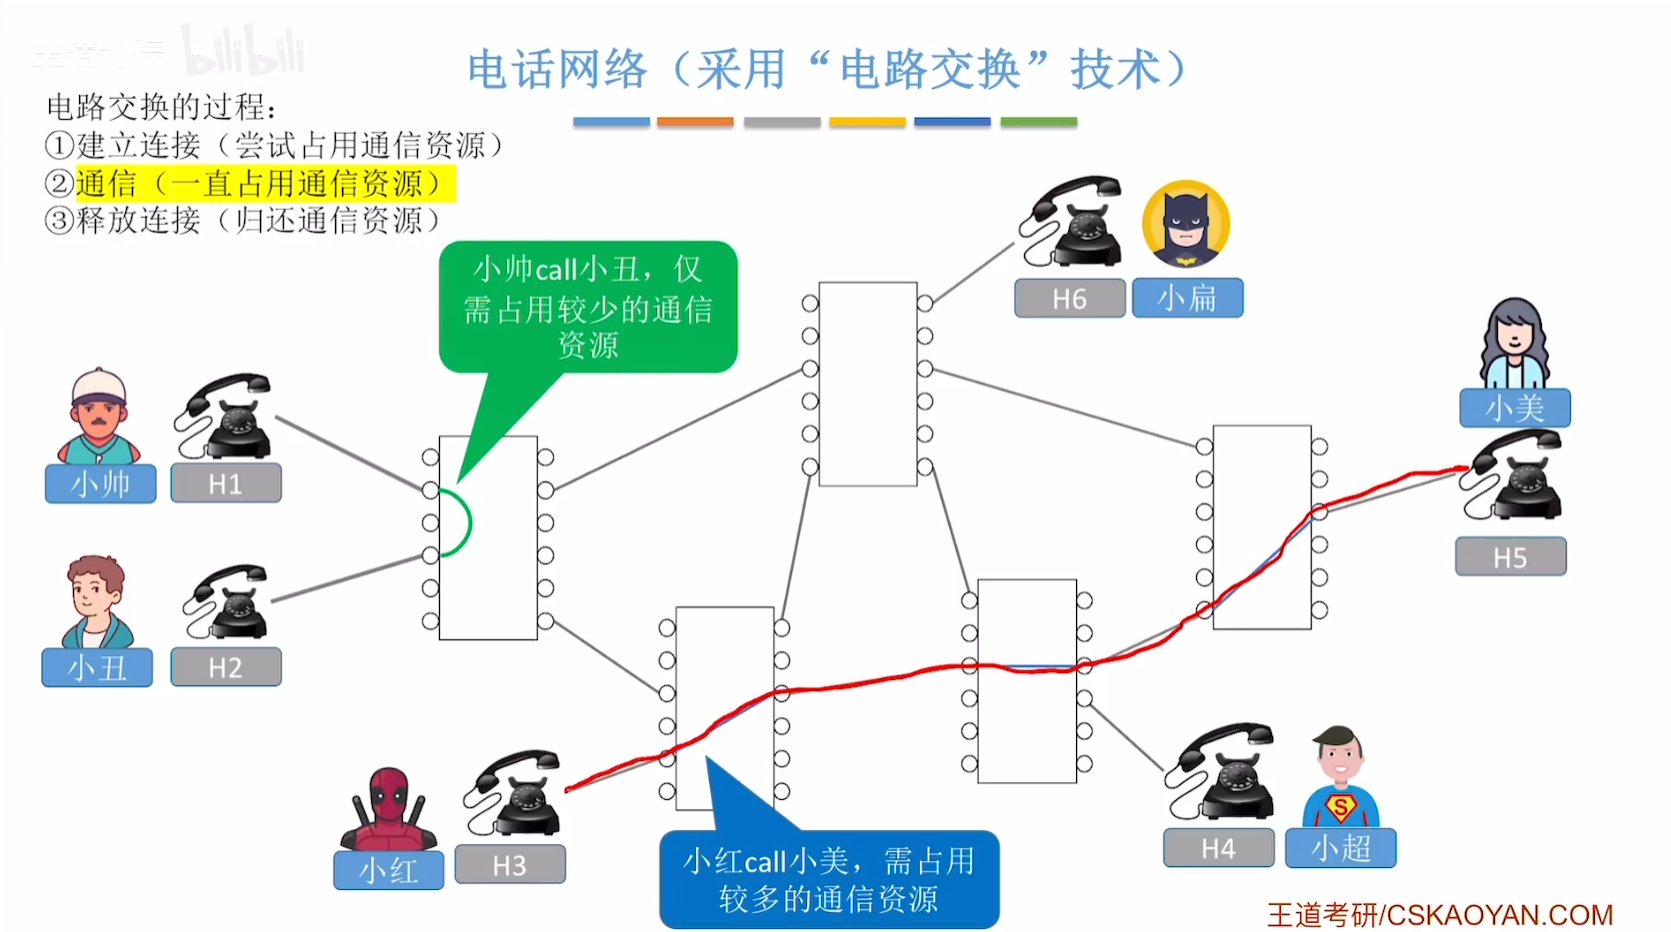 bilibili
电话网络（采用“电路交换”技术）
电路交换的过程：
①建立连接（尝试占用通信资源）
②通信（一直占用通信资源）
③释放连接（归还通信资源）
小帅call小丑，仅
需占用较少的通信
资源
H6
小扁
小美
小帅
H1
H5
小丑
H2
小红
H3
小红call小美，需占用
较多的通信资源
H4
S
小超
王道考研/CSKAOYAN.COM